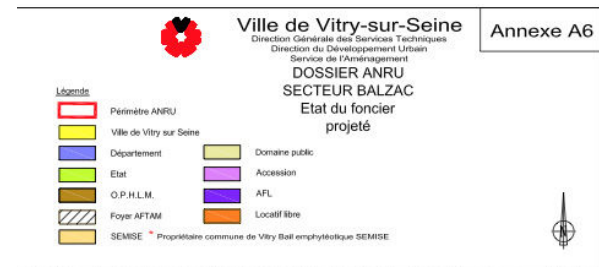 Ville de Vitry-sur-Seine
Direction Générale des Services Techniques
Direction du Développement Urbain
Service de l'Aménagement
DOSSIER ANRU
SECTEUR BALZAC
Etat du foncier
projeté
Annexe A6
Légende
Périmètre ANRU
Ville de Vitry sur Seine
Département
Domaine public
Etat
Accession
O.P.H.L.M.
AFL
Foyer AFTAM
Locatif libre
SEMISE * Propriétaire commune de Vitry Bail emphytéotique SEMISE